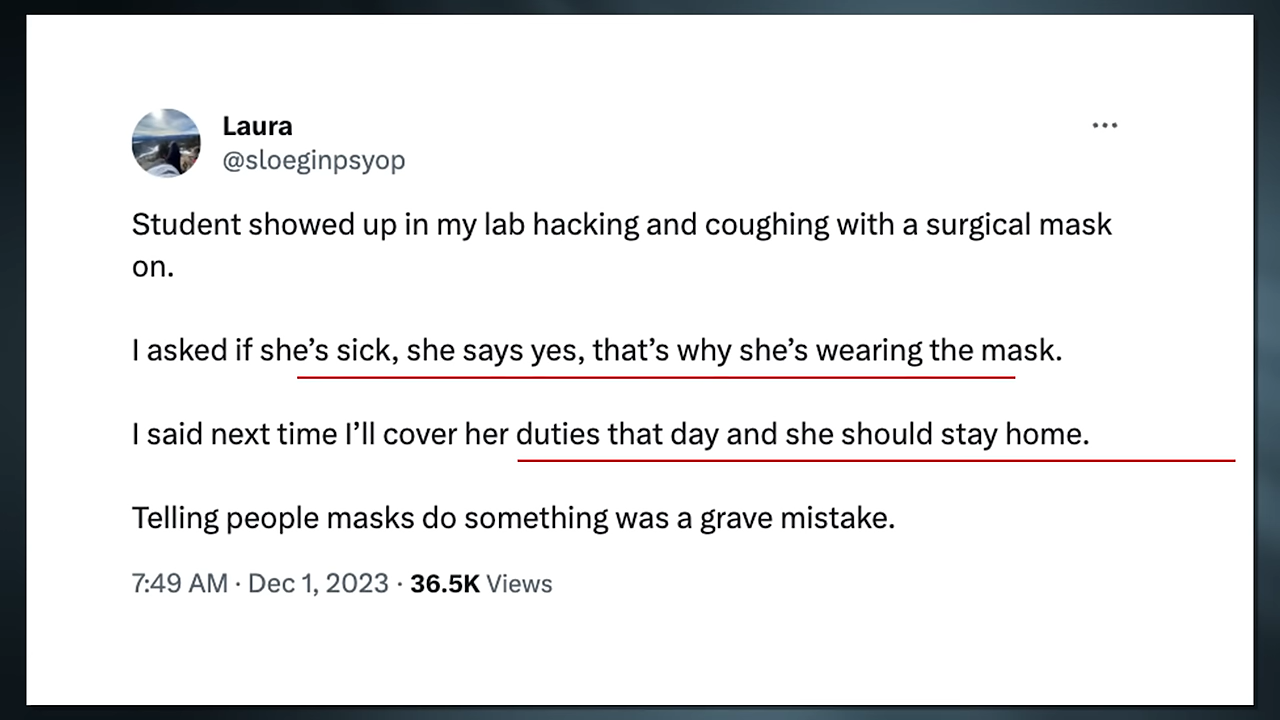 Laura
@sloeginpsyop
Student showed up in my lab hacking and coughing with a surgical mask
on.
I asked if she’s sick, she says yes, that’s why she’s wearing the mask.
I said next time I’ll cover her duties that day and she should stay home.
Telling people masks do something was a grave mistake.
7:49 AM · Dec 1, 2023 · 36.5K Views